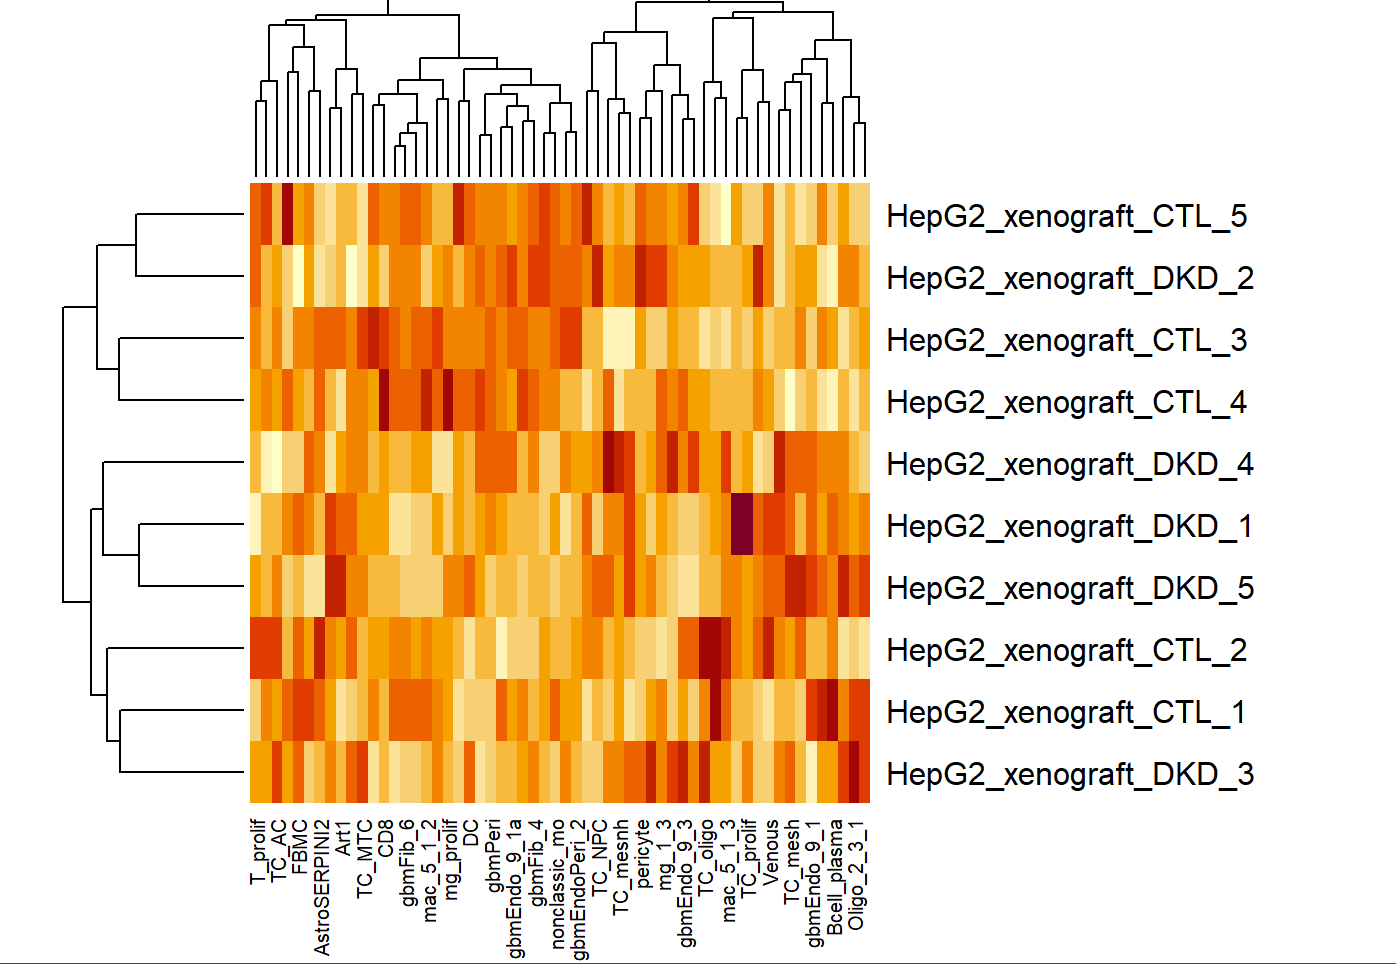 HepG2_xenograft_CTL_5
HepG2_xenograft_DKD_2
HepG2_xenograft_CTL_3
HepG2_xenograft_CTL_4
HepG2_xenograft_DKD_4
HepG2_xenograft_DKD_1
HepG2_xenograft_DKD_5
HepG2_xenograft_CTL_2
HepG2_xenograft_CTL_1
HepG2_xenograft_DKD_3
T_prolif
TC_AC
FBMC
AstroSERPINI2
Art1
TC_MTC
CD8
gbmFib_6
mac_5_1_2
mg_prolif
DC
gbmPeri
gbmEndo_9_1a
gbmFib_4
nonclassic_mo
gbmEndoPeri_2
TC_NPC
TC_mesnh
pericyte
mg_1_3
gbmEndo_9_3
TC_oligo
mac_5_1_3
TC_prolif
Venous
TC_mesh
gbmEndo_9_1
Bcell_plasma
Oligo_2_3_1